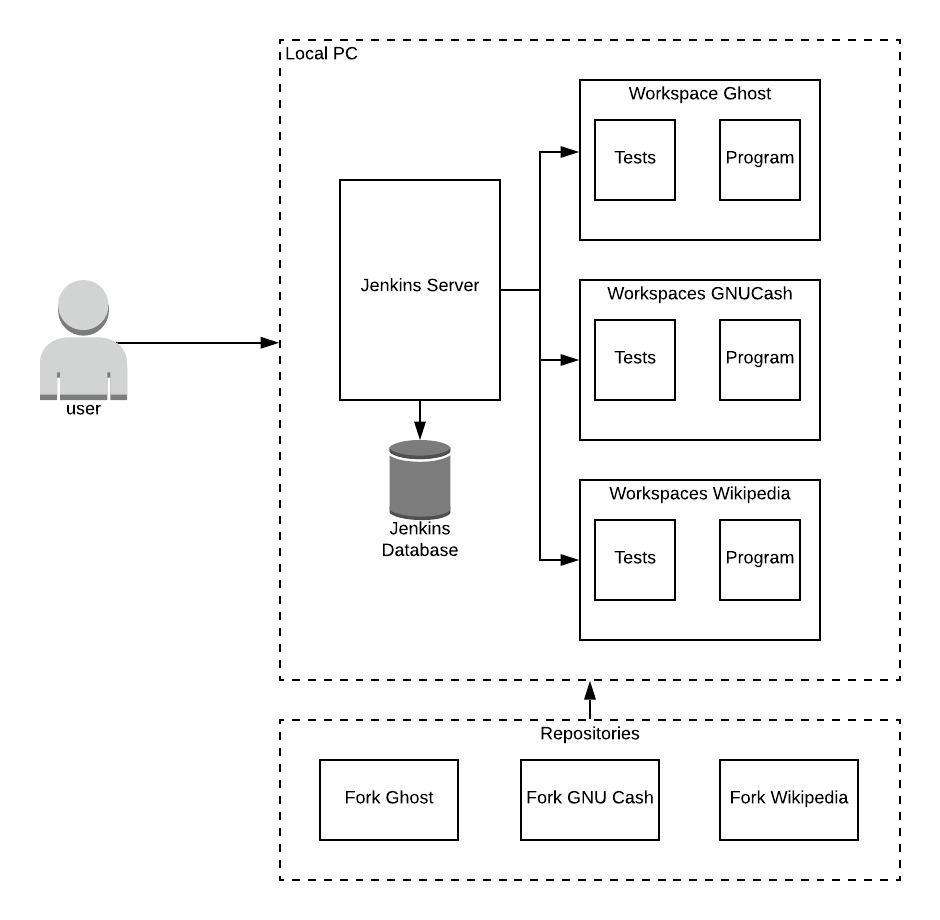 Local PC
Workspace Ghost
Tests
Program
Jenkins Server
Workspaces GNUCash
Tests
Program
user
Workspaces Wikipedia
Jenkins
Database
Tests
Program
Repositories
Fork Ghost
Fork GNU Cash
Fork Wikipedia